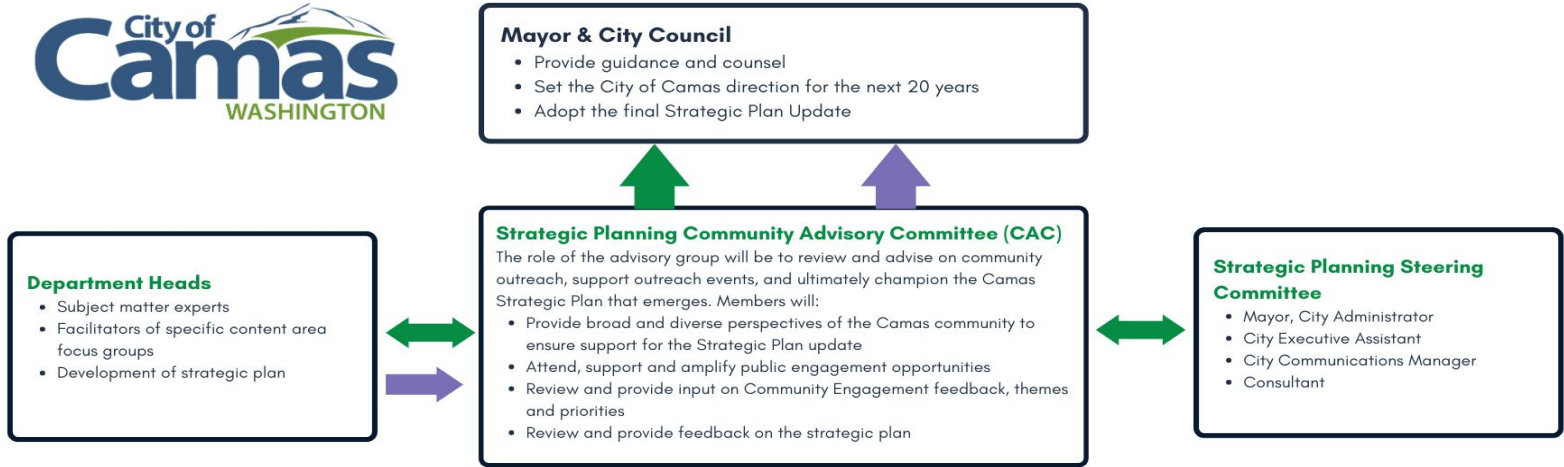 City of
Camas
WASHINGTON
Mayor & City Council
• Provide guidance and counsel
• Set the City of Camas direction for the next 20 years
• Adopt the final Strategic Plan Update
Department Heads
• Subject matter experts
• Facilitators of specific content area
focus groups
• Development of strategic plan
Strategic Planning Community Advisory Committee (CAC)
The role of the advisory group will be to review and advise on community
outreach, support outreach events, and ultimately champion the Camas
Strategic Plan that emerges. Members will:
• Provide broad and diverse perspectives of the Camas community to
ensure support for the Strategic Plan update
• Attend, support and amplify public engagement opportunities
• Review and provide input on Community Engagement feedback, themes
and priorities
• Review and provide feedback on the strategic plan
Strategic Planning Steering
Committee
• Mayor, City Administrator
• City Executive Assistant
• City Communications Manager
• Consultant